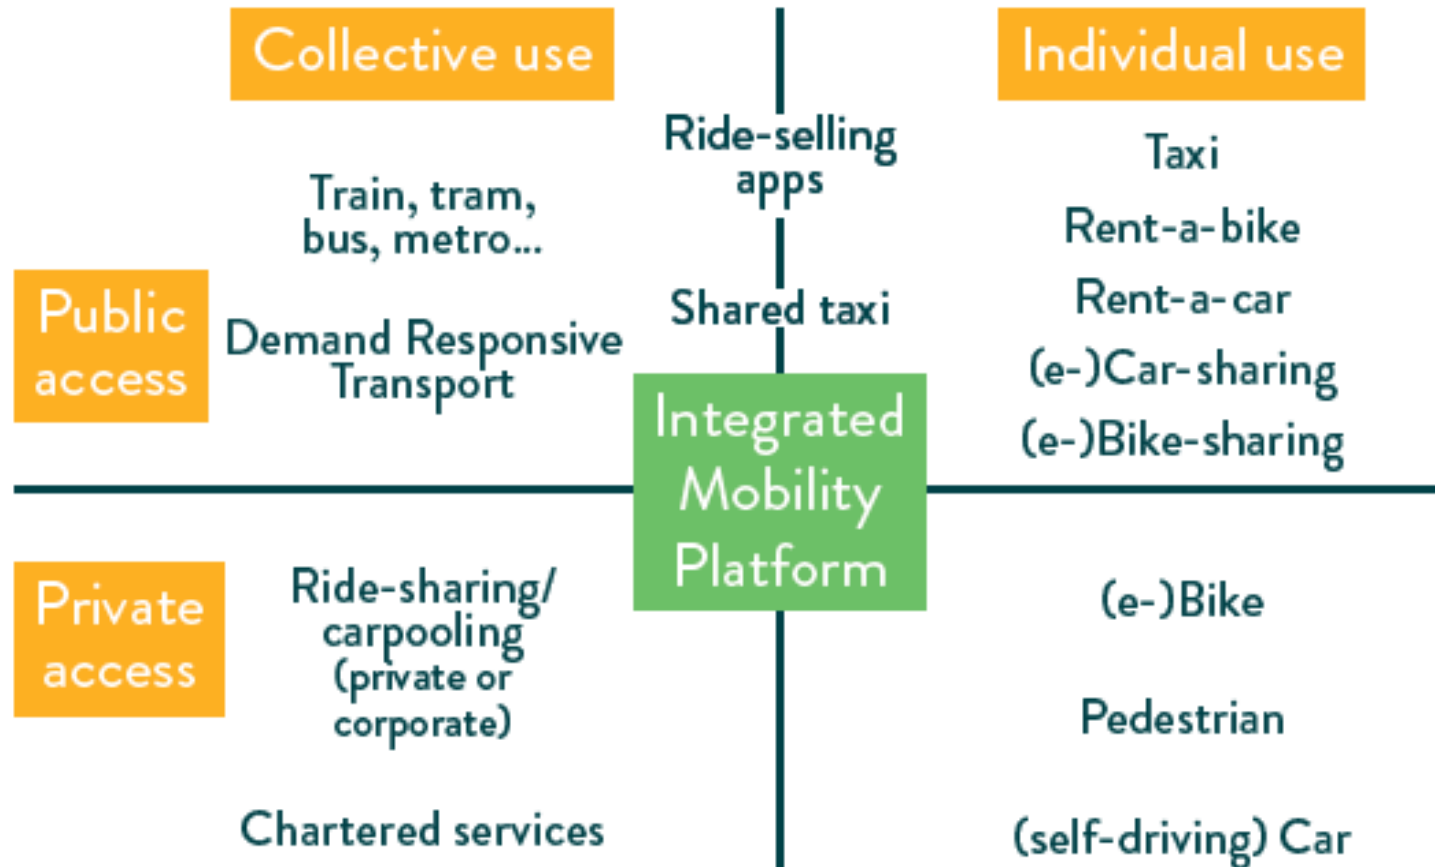 Collective use
Individual use
Ride-selling
apps
Train, tram,
bus, metro...
Taxi
Rent-a-bike
Rent-a-car
(e-)Car-sharing
(e-)Bike-sharing
Public
access
Demand Responsive
Transport
Shared taxi
Integrated
Mobility
Platform
Private
access
Ride-sharing/
carpooling
(private or
corporate)
Chartered services
(e-)Bike
Pedestrian
(self-driving) Car